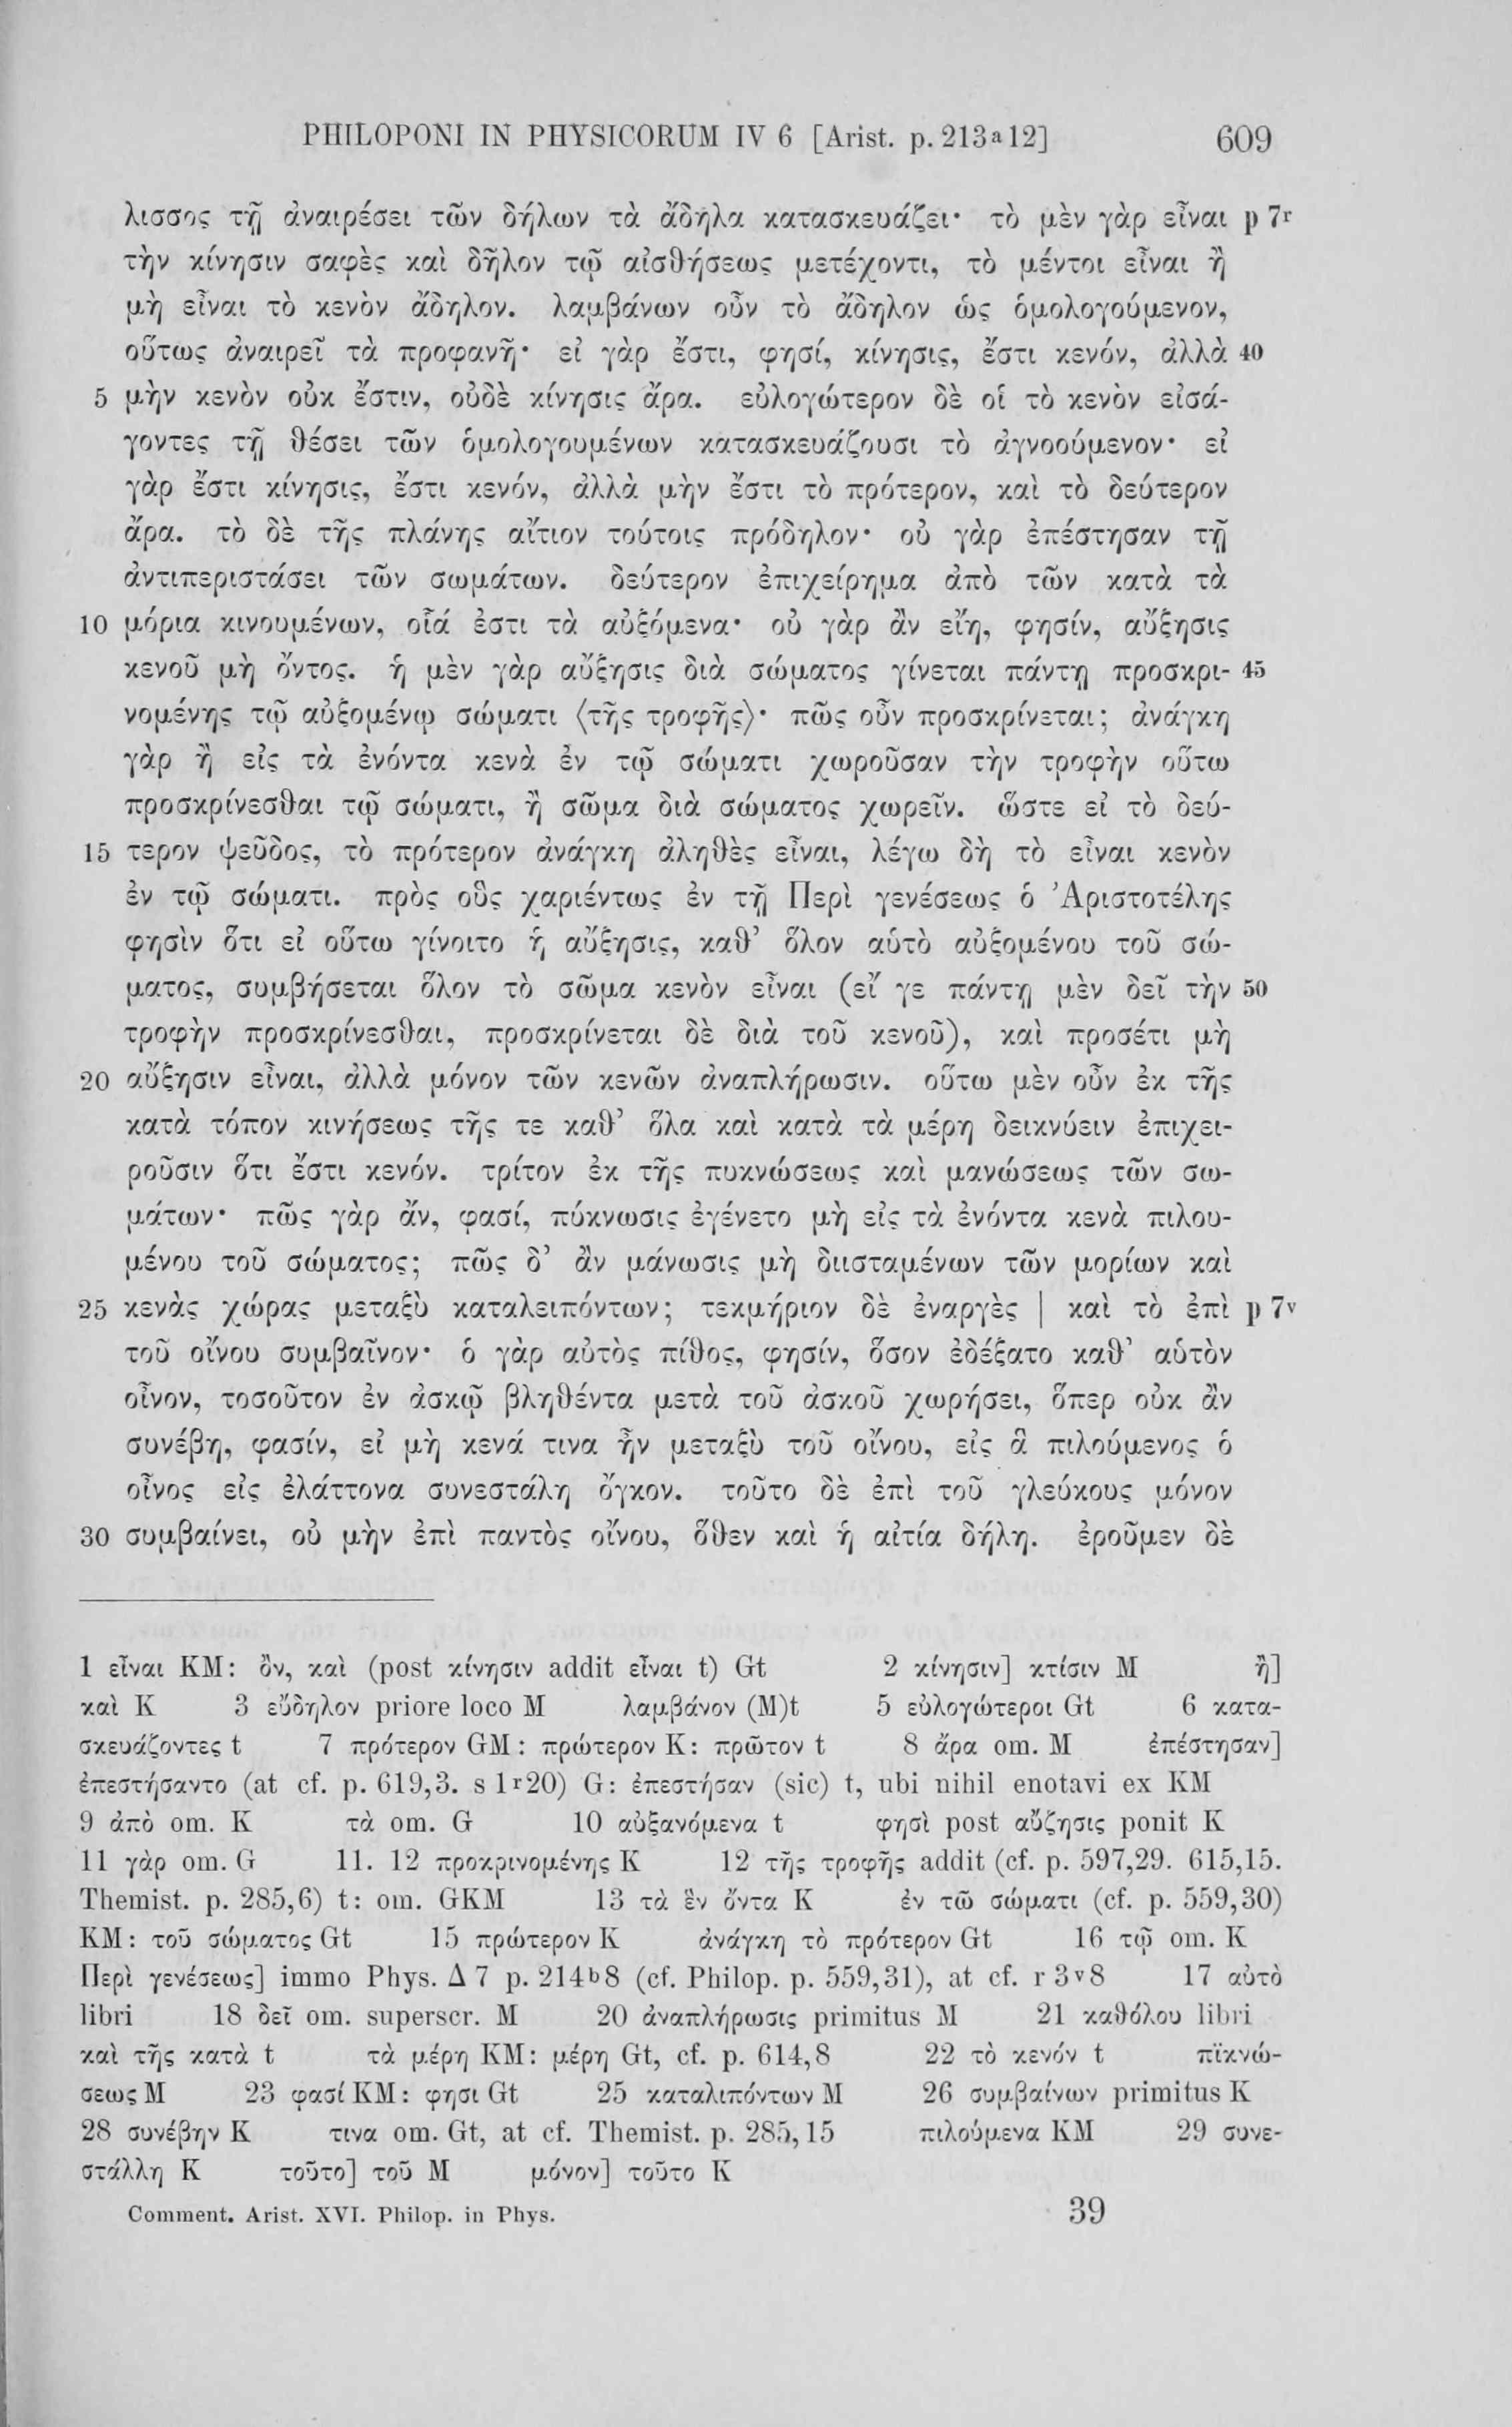 PHILOPONI IN PHYSICORUM IV 6 [Arist. p. 213ª12] 609
λισσος τῇ ἀναιρέσει τῶν δήλων τὰ ἄδηλα κατασκευάζει· τὸ μὲν γὰρ εἶναι p 7r
τὴν κίνησιν σαφὲς καὶ δῆλον τῷ αἰσθήσεως μετέχοντι, τὸ μέντοι εἶναι ἢ
μὴ εἶναι τὸ κενὸν ἄδηλον. λαμβάνων οὖν τὸ ἄδηλον ὡς ὁμολογούμενον,
οὕτως ἀναιρεῖ τὰ προφανῆ· εἰ γὰρ ἔστι, φησί, κίνησις, ἔστι κενόν, ἀλλὰ 40
5 μὴν κενὸν οὐκ ἔστιν, οὐδὲ κίνησις ἄρα. εὐλογώτερον δὲ οἱ τὸ κενὸν εἰσά-
γοντες τῇ θέσει τῶν ὁμολογουμένων κατασκευάζουσι τὸ ἀγνοούμενον· εἰ
γὰρ ἔστι κίνησις, ἔστι κενόν, ἀλλὰ μὴν ἔστι τὸ πρότερον, καὶ τὸ δεύτερον
ἄρα. τὸ δὲ τῆς πλάνης αἴτιον τούτοις πρόδηλον· οὐ γὰρ ἐπέστησαν τῇ
ἀντιπεριστάσει τῶν σωμάτων. δεύτερον ἐπιχείρημα ἀπὸ τῶν κατὰ τὰ
10 μόρια κινουμένων, οἷά ἐστι τὰ αὐξόμενα· οὐ γὰρ ἂν εἴη, φησίν, αὔξησις
κενοῦ μὴ ὄντος. ἡ μὲν γὰρ αὔξησις διὰ σώματος γίνεται πάντῃ προσκρι- 45
νομένης τῷ αὐξομένῳ σώματι ⟨τῆς τροφῆς⟩· πῶς οὖν προσκρίνεται; ἀνάγκη
γὰρ ἢ εἰς τὰ ἐνόντα κενὰ ἐν τῷ σώματι χωροῦσαν τὴν τροφὴν οὕτω
προσκρίνεσθαι τῷ σώματι, ἢ σῶμα διὰ σώματος χωρεῖν. ὥστε εἰ τὸ δεύ-
15 τερον ψεῦδος, τὸ πρότερον ἀνάγκη ἀληθὲς εἶναι, λέγω δὴ τὸ εἶναι κενὸν
ἐν τῷ σώματι. πρὸς οὓς χαριέντως ἐν τῇ Περὶ γενέσεως ὁ Ἀριστοτέλης
φησὶν ὅτι εἰ οὕτω γίνοιτο ἡ αὔξησις, καθ’ ὅλον αὑτὸ αὐξομένου τοῦ σώ-
ματος, συμβήσεται ὅλον τὸ σῶμα κενὸν εἶναι (εἴ γε πάντῃ μὲν δεῖ τὴν 50
τροφὴν προσκρίνεσθαι, προσκρίνεται δὲ διὰ τοῦ κενοῦ), καὶ προσέτι μὴ
20 αὔξησιν εἶναι, ἀλλὰ μόνον τῶν κενῶν ἀναπλήρωσιν. οὕτω μὲν οὖν ἐκ τῆς
κατὰ τόπον κινήσεως τῆς τε καθ’ ὅλα καὶ κατὰ τὰ μέρη δεικνύειν ἐπιχει-
ροῦσιν ὅτι ἔστι κενόν. τρίτον ἐκ τῆς πυκνώσεως καὶ μανώσεως τῶν σω-
μάτων· πῶς γὰρ ἄν, φασί, πύκνωσις ἐγένετο μὴ εἰς τὰ ἐνόντα κενὰ πιλου-
μένου τοῦ σώματος; πῶς δ’ ἂν μάνωσις μὴ διισταμένων τῶν μορίων καὶ
25 κενὰς χώρας μεταξὺ καταλειπόντων; τεκμήριον δὲ ἐναργὲς | καὶ τὸ ἐπὶ p 7v
τοῦ οἴνου συμβαῖνον· ὁ γὰρ αὐτὸς πίθος, φησίν, ὅσον ἐδέξατο καθ’ αὑτὸν
οἶνον, τοσοῦτον ἐν ἀσκῷ βληθέντα μετὰ τοῦ ἀσκοῦ χωρήσει, ὅπερ οὐκ ἂν
συνέβη, φασίν, εἰ μὴ κενά τινα ἦν μεταξὺ τοῦ οἴνου, εἰς ἃ πιλούμενος ὁ
οἶνος εἰς ἐλάττονα συνεστάλη ὄγκον. τοῦτο δὲ ἐπὶ τοῦ γλεύκους μόνον
30 συμβαίνει, οὐ μὴν ἐπὶ παντὸς οἴνου, ὅθεν καὶ ἡ αἰτία δήλη. ἐροῦμεν δὲ
1 εἶναι KM: ὂν, καὶ (post κίνησιν addit εἶναι t) Gt 2 κίνησιν] κτίσιν M ἢ]
καὶ K 3 εὔδηλον priore loco M λαμβάνον (M)t 5 εὐλογώτεροι Gt 6 κατα-
σκευάζοντες t 7 πρότερον GM: πρώτερον K: πρῶτον t 8 ἄρα om. M ἐπέστησαν]
ἐπεστήσαντο (at cf. p. 619,3. s 1r20) G: ἐπεστήσαν (sic) t, ubi nihil enotavi ex KM
9 ἀπὸ om. K τὰ om. G 10 αὐξανόμενα t φησὶ post αὔξησις ponit K
11 γὰρ om. G 11. 12 προκρινομένης K 12 τῆς τροφῆς addit (cf. p. 597,29. 615,15.
Themist. p. 285,6) t: om. GKM 13 τὰ ἓν ὄντα K ἐν τῶ σώματι (cf. p. 559,30)
KM: τοῦ σώματος Gt 15 πρώτερον K ἀνάγκη τὸ πρότερον Gt 16 τῷ om. K
Περὶ γενέσεως] immo Phys. Δ 7 p. 214b8 (cf. Philop. p. 559,31), at cf. r 3v8 17 αὐτὸ
libri 18 δεῖ om. superscr. M 20 ἀναπλήρωσις primitus M 21 καθόλου libri
καὶ τῆς κατὰ t τὰ μέρη KM: μέρη Gt, cf. p. 614,8 22 τὸ κενόν t πϊκνώ-
σεως M 23 φασί KM: φησι Gt 25 καταλιπόντων M 26 συμβαίνων primitus K
28 συνέβην K τινα om. Gt, at cf. Themist. p. 285,15 πιλούμενα KM 29 συνε-
στάλλη K τοῦτο] τοῦ M μόνον] τοῦτο K
Comment. Arist. XVI. Philop. in Phys. 39